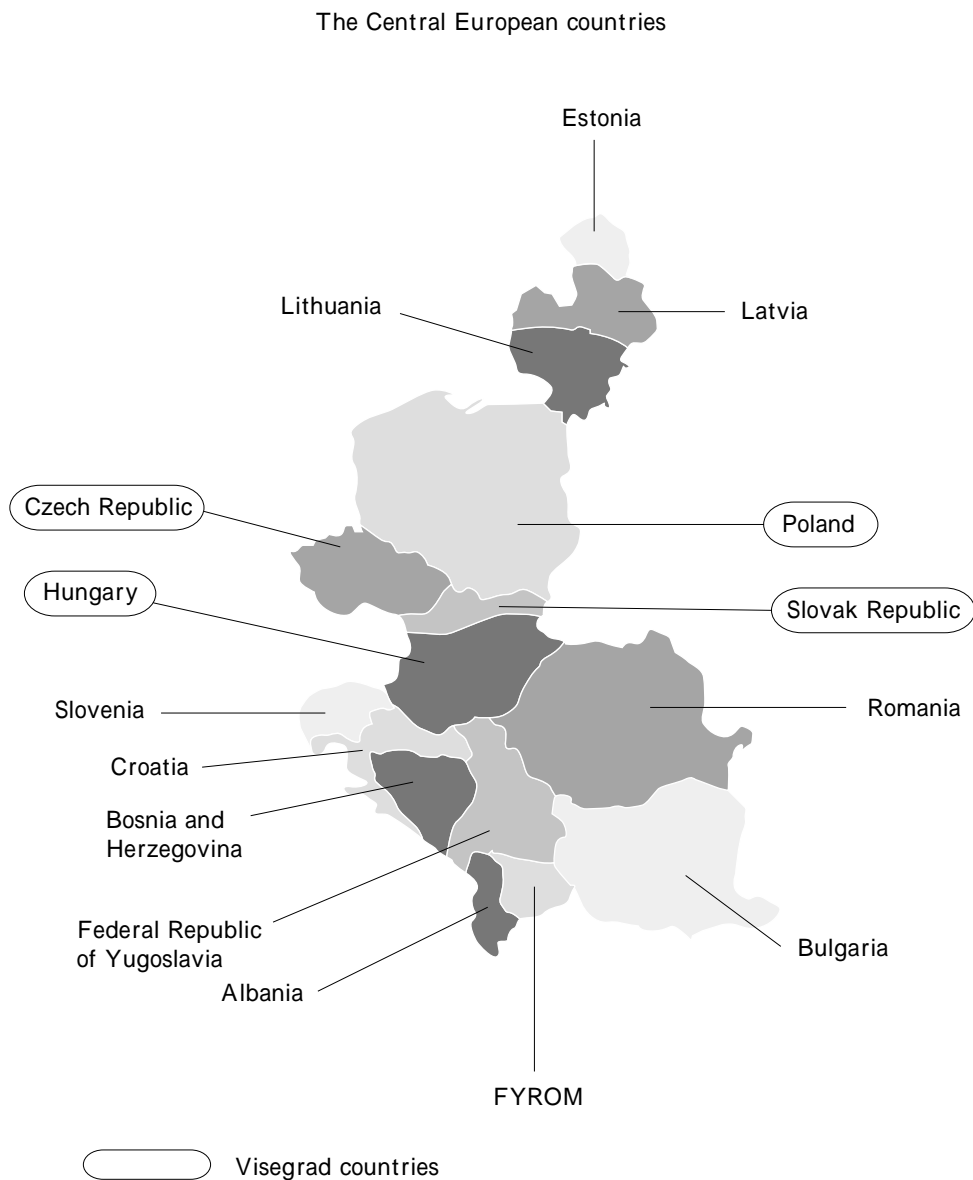 The Central European countries
Estonia
Lithuania
Latvia
Czech Republic
Poland
Hungary
Slovak Republic
Slovenia
Romania
Croatia
Bosnia and
Herzegovina
Federal Republic
of Yugoslavia
Bulgaria
Albania
FYROM
Visegrad countries